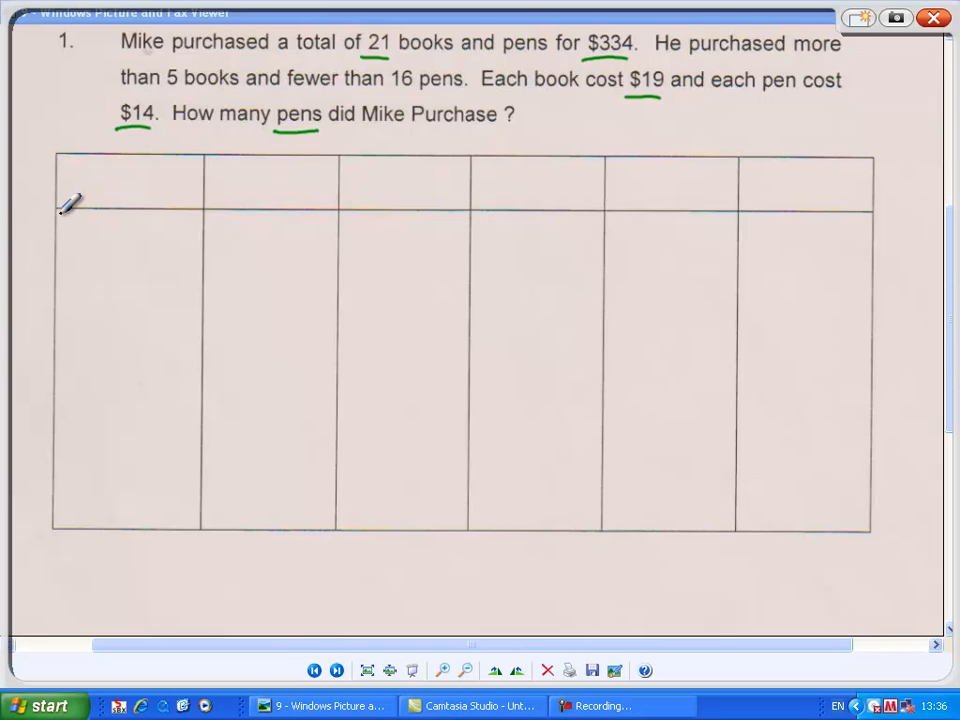 9 - Windows Picture and Fax Viewer
1. Mike purchased a total of 21 books and pens for $334. He purchased more
than 5 books and fewer than 16 pens. Each book cost $19 and each pen cost
$14. How many pens did Mike Purchase ?
start
9 - Windows Picture a...
Camtasia Studio - Unt...
Recording...
EN
13:36